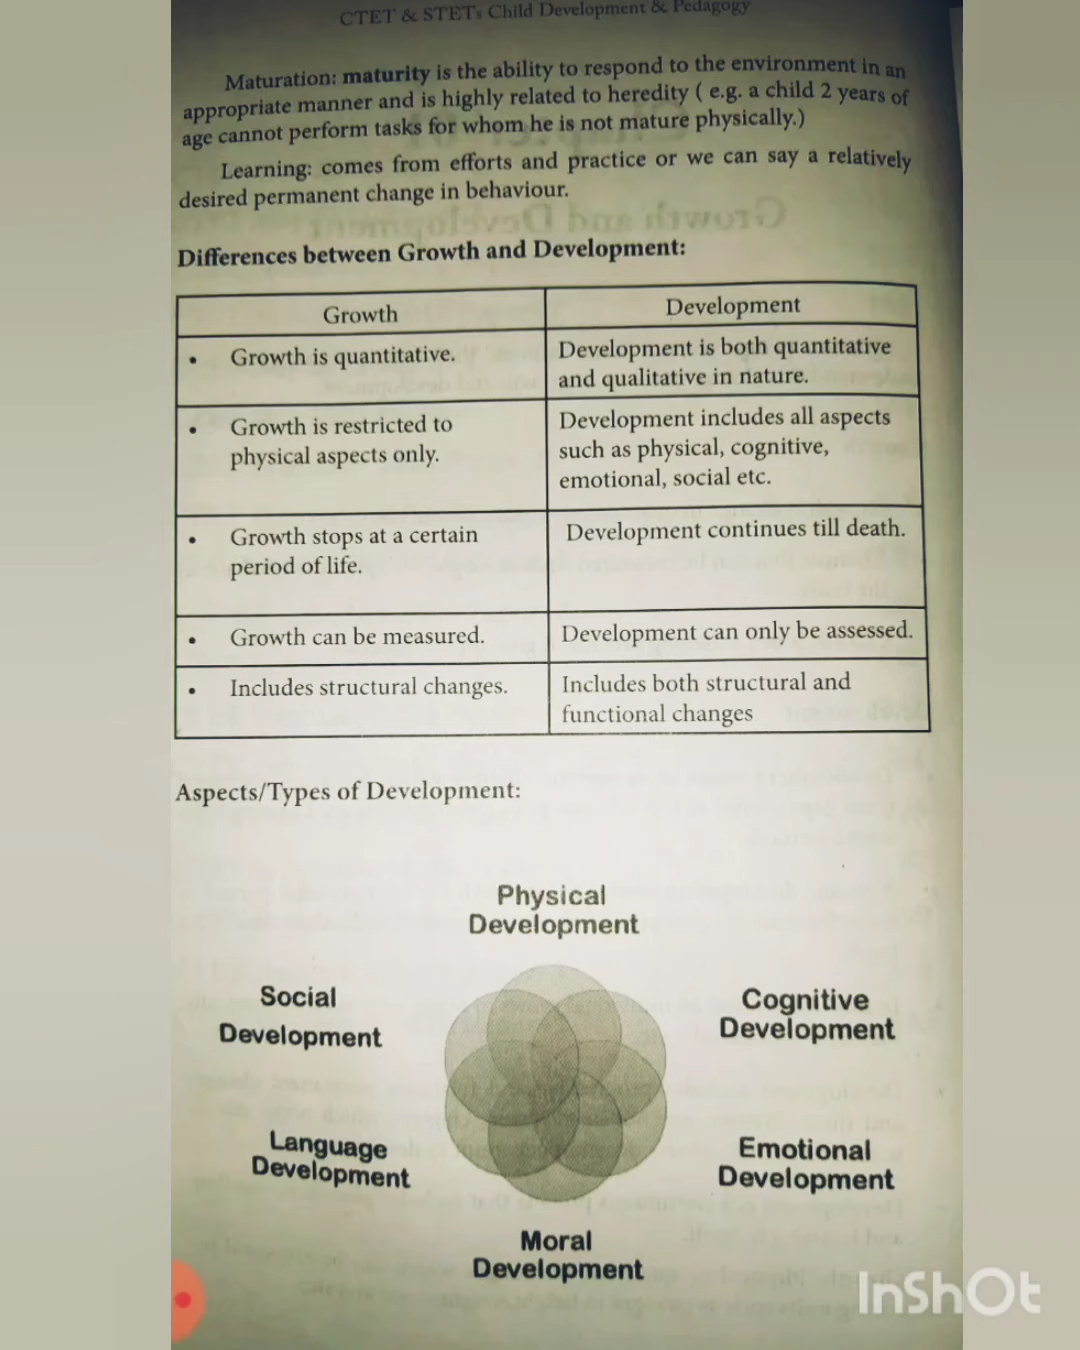 CTET & STETs Child Development & Pedagogy
Maturation: maturity is the ability to respond to the environment in an
appropriate manner and is highly related to heredity ( e.g. a child 2 years of
age cannot perform tasks for whom he is not mature physically.)
Learning: comes from efforts and practice or we can say a relatively
desired permanent change in behaviour.
Differences between Growth and Development:
Growth
Development
• Growth is quantitative.
Development is both quantitative
and qualitative in nature.
• Growth is restricted to
physical aspects only.
Development includes all aspects
such as physical, cognitive,
emotional, social etc.
• Growth stops at a certain
period of life.
Development continues till death.
• Growth can be measured.
Development can only be assessed.
• Includes structural changes.
Includes both structural and
functional changes
Aspects/Types of Development:
Physical
Development
Social
Development
Cognitive
Development
Language
Development
Emotional
Development
Moral
Development
InShOt